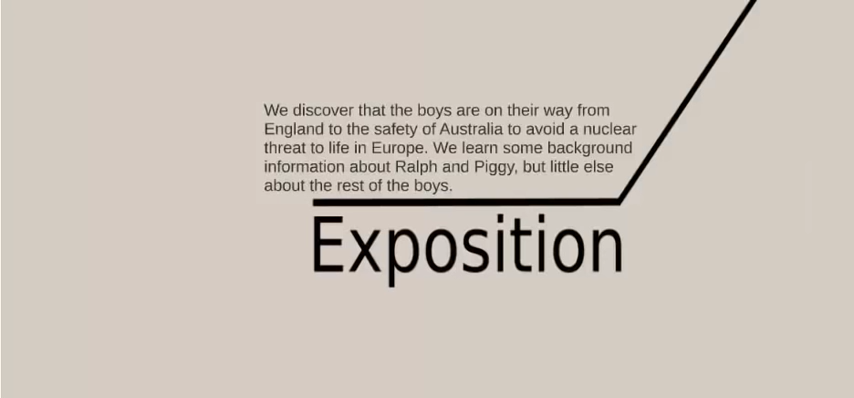 We discover that the boys are on their way from
England to the safety of Australia to avoid a nuclear
threat to life in Europe. We learn some background
information about Ralph and Piggy, but little else
about the rest of the boys.
Exposition